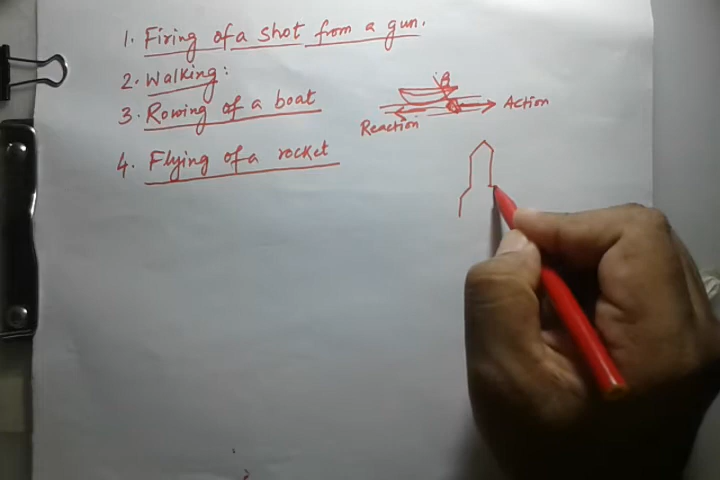 1. Firing of a shot from a gun.
2. Walking:
3. Rowing of a boat
Action
Reaction
4. Flying of a rocket